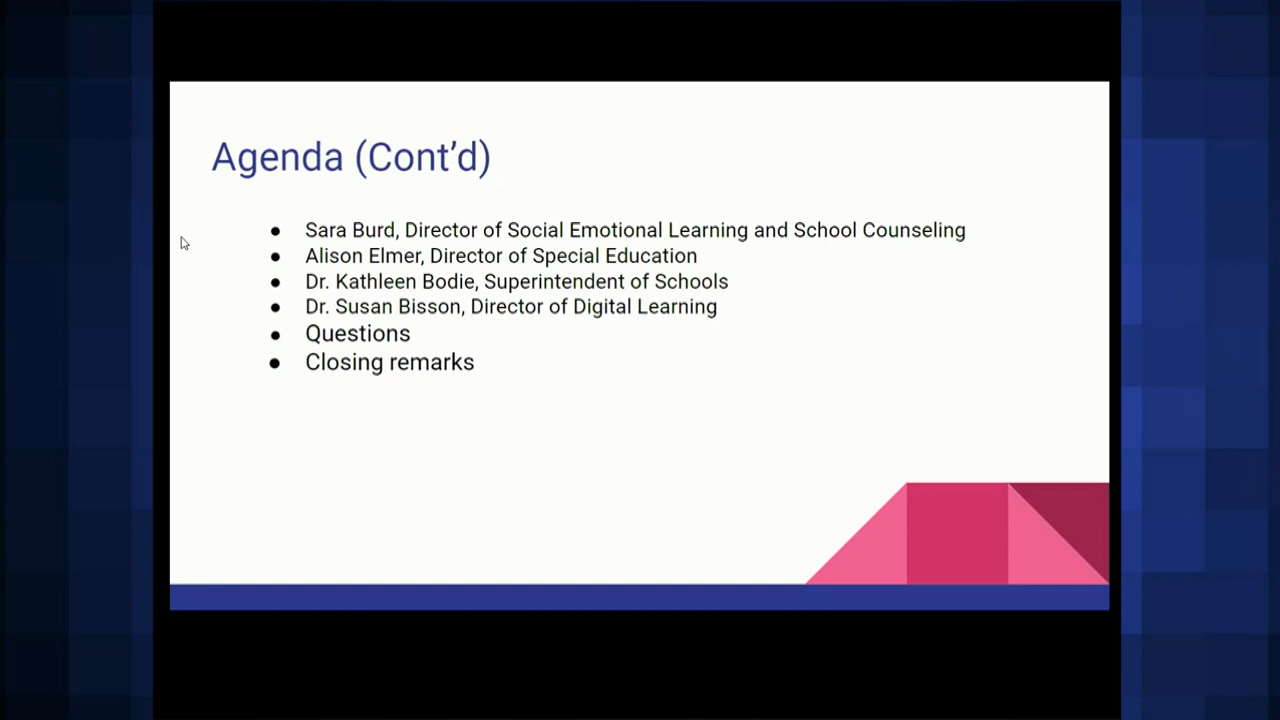 Agenda (Cont’d)
● Sara Burd, Director of Social Emotional Learning and School Counseling
● Alison Elmer, Director of Special Education
● Dr. Kathleen Bodie, Superintendent of Schools
● Dr. Susan Bisson, Director of Digital Learning
● Questions
● Closing remarks